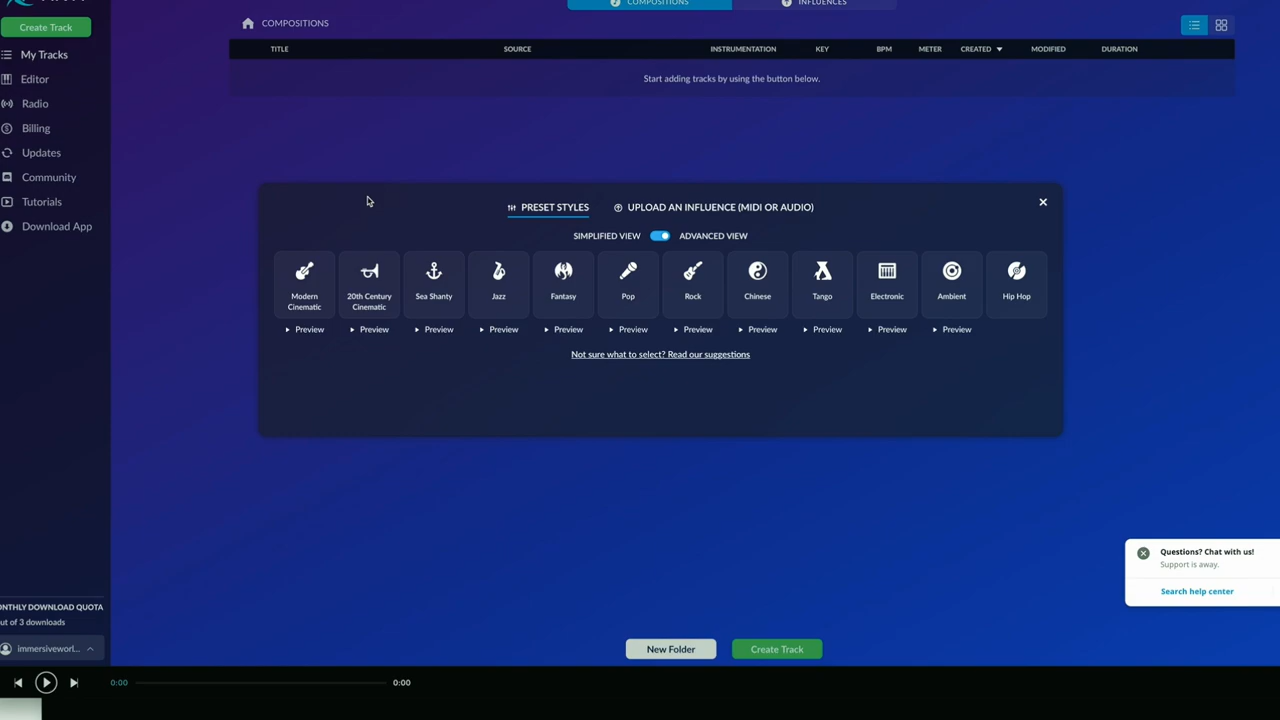 COMPOSITIONS
INFLUENCES
Create Track
COMPOSITIONS
My Tracks
Editor
Radio
Billing
Updates
Community
Tutorials
Download App
TITLE SOURCE INSTRUMENTATION KEY BPM METER CREATED MODIFIED DURATION
Start adding tracks by using the button below.
PRESET STYLES
UPLOAD AN INFLUENCE (MIDI OR AUDIO)
SIMPLIFIED VIEW ADVANCED VIEW
Modern
Cinematic
20th Century
Cinematic
Sea Shanty
Jazz
Fantasy
Pop
Rock
Chinese
Tango
Electronic
Ambient
Hip Hop
Preview Preview Preview Preview Preview Preview Preview Preview Preview Preview Preview
Not sure what to select? Read our suggestions
Questions? Chat with us!
Support is away.
Search help center
ONTHLY DOWNLOAD QUOTA
ut of 3 downloads
immersiveworl...
New Folder
Create Track
0:00
0:00